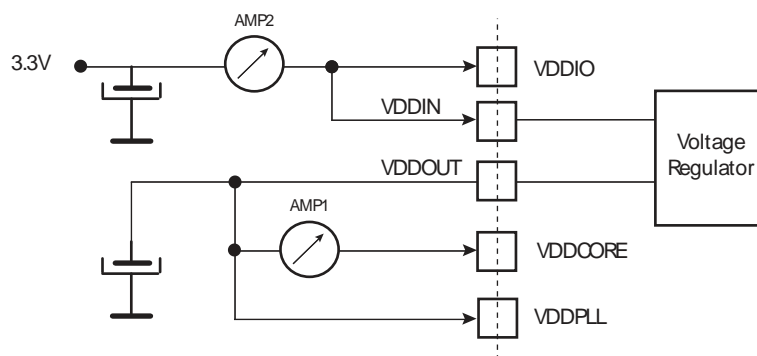 AMP2
3.3V
VDDIO
VDDIN
Voltage
Regulator
VDDOUT
AMP1
VDDCORE
VDDPLL